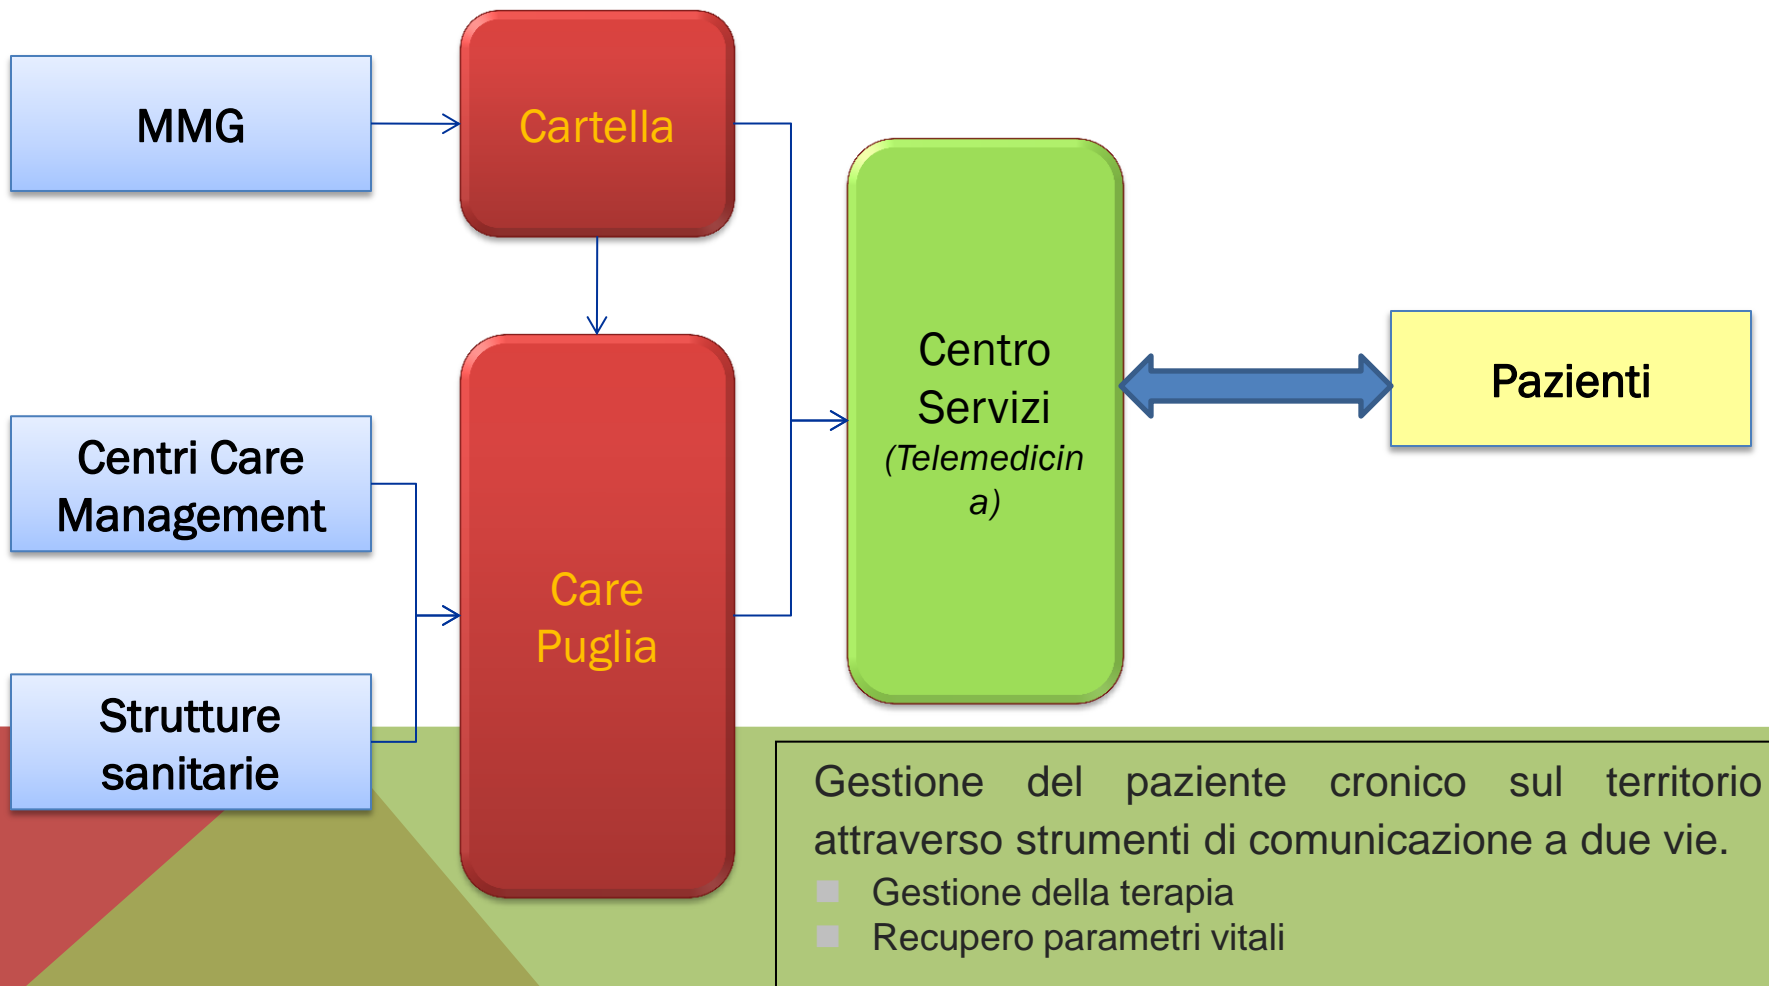 MMG
Cartella
Centri Care
Management
Strutture
sanitarie
Care
Puglia
Centro
Servizi
(Telemedicin
a)
Pazienti
Gestione del paziente cronico sul territorio
attraverso strumenti di comunicazione a due vie.
Gestione della terapia
Recupero parametri vitali